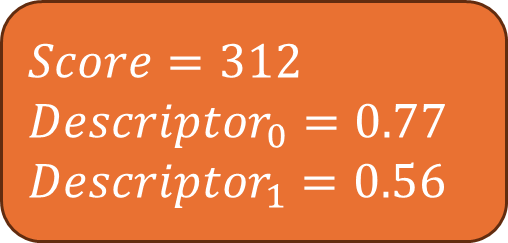 Score = 312
Descriptor₀ = 0.77
Descriptor₁ = 0.56